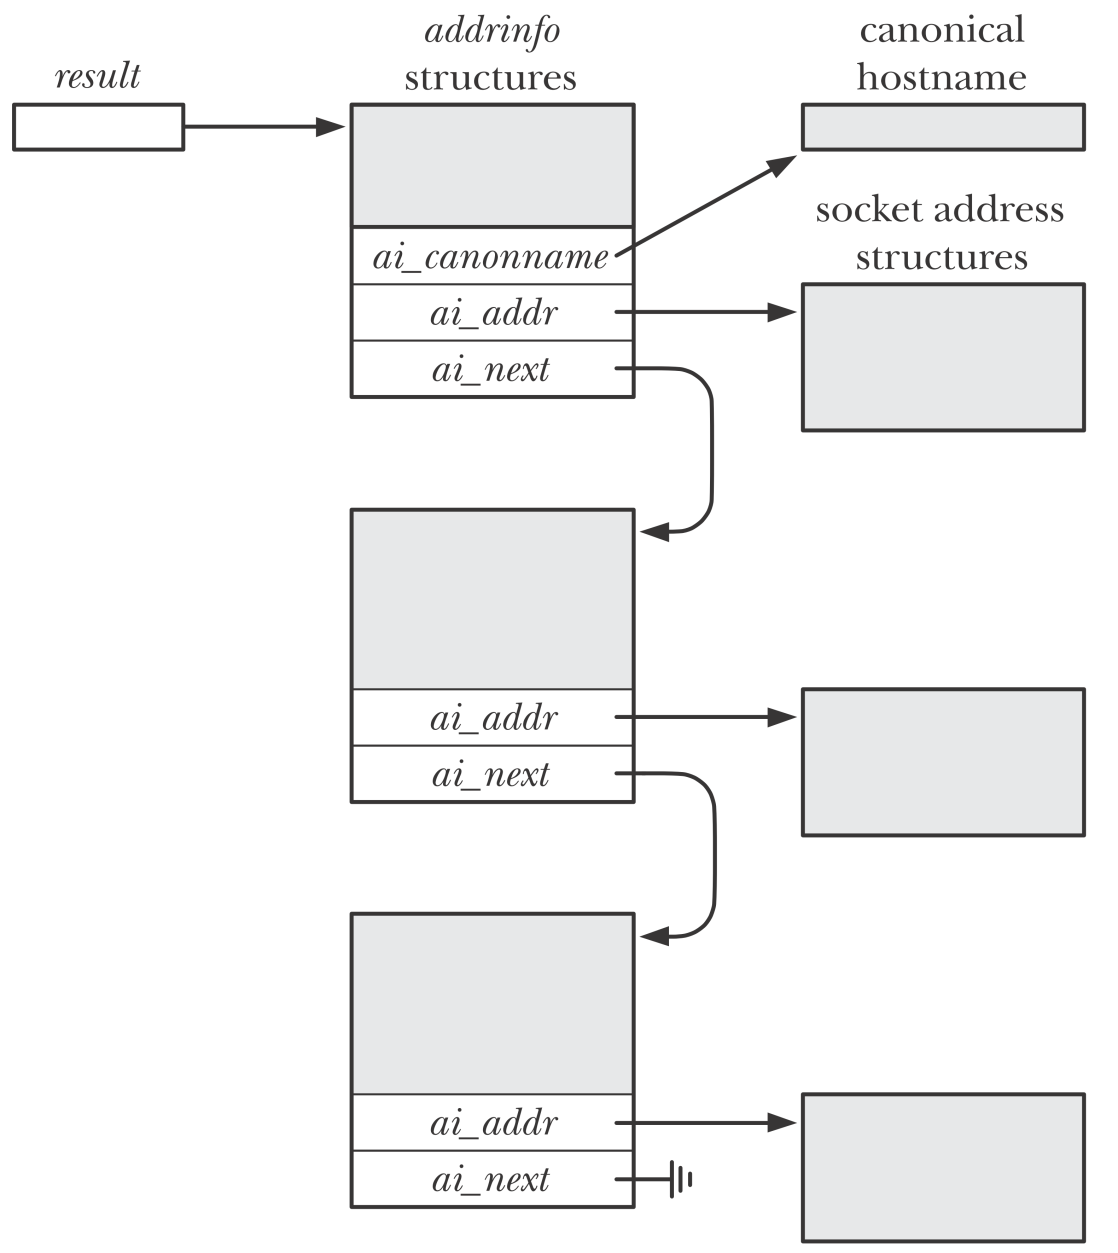 addrinfo
structures
canonical
hostname
result
ai_canonname
socket address
structures
ai_addr
ai_next
ai_addr
ai_next
ai_addr
ai_next